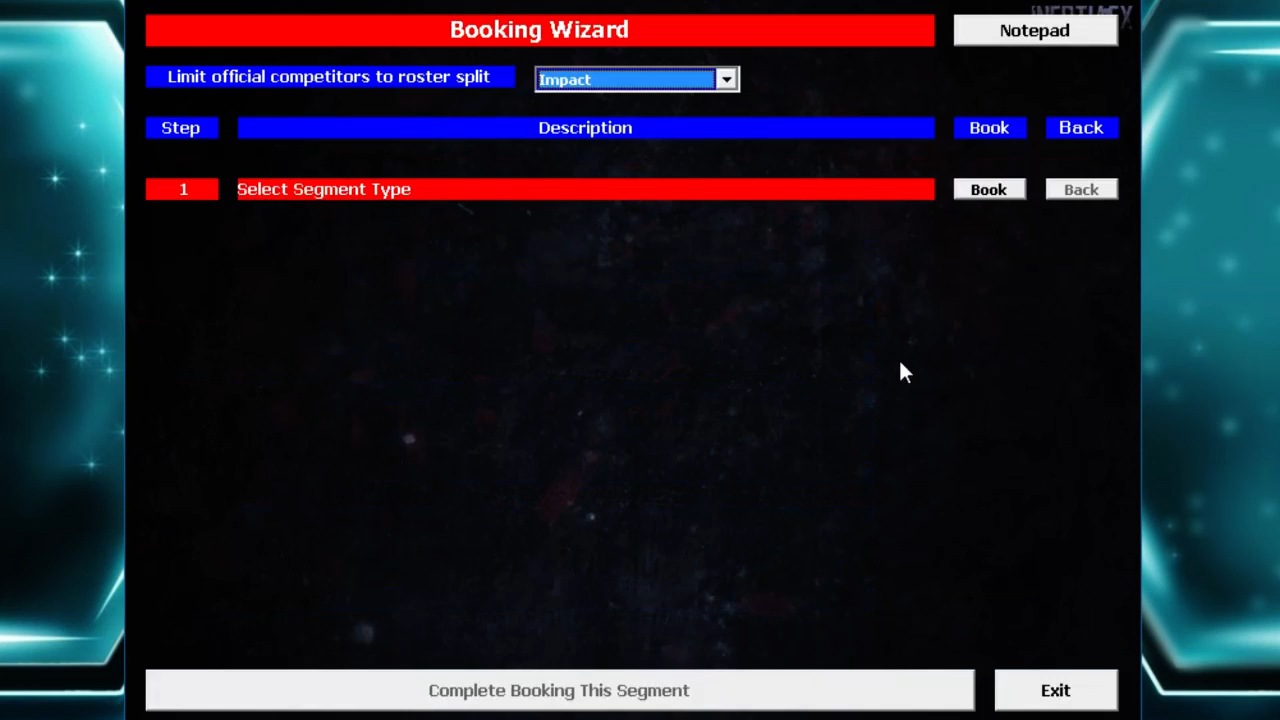 Booking Wizard
Notepad
Limit official competitors to roster split
Impact
Step
Description
Book
Back
1
Select Segment Type
Book
Back
Complete Booking This Segment
Exit